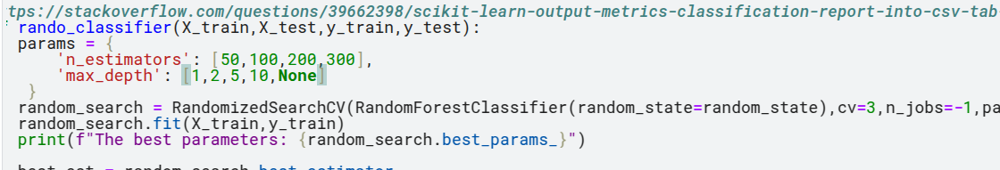 tps://stackoverflow.com/questions/39662398/scikit-learn-output-metrics-classification-report-into-csv-tab
rando_classifier(X_train,X_test,y_train,y_test):
params = {
'n_estimators': [50,100,200,300],
'max_depth': [1,2,5,10,None]
}
random_search = RandomizedSearchCV(RandomForestClassifier(random_state=random_state),cv=3,n_jobs=-1,pa
random_search.fit(X_train,y_train)
print(f"The best parameters: {random_search.best_params_}")
best_est = random_search.best_estimator